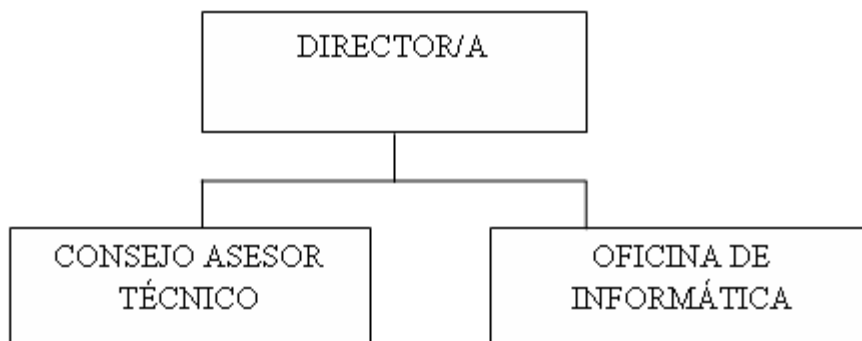 DIRECTOR/A
CONSEJO ASESOR
TÉCNICO
OFICINA DE
INFORMÁTICA